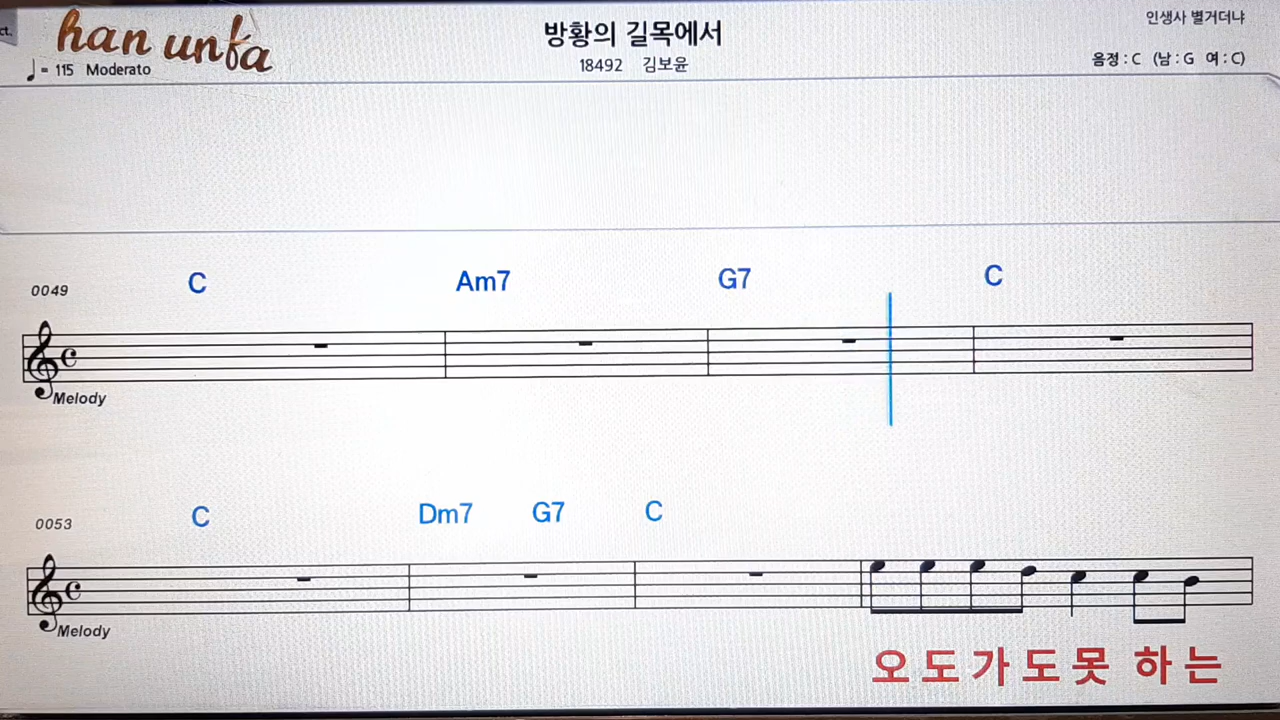 ct.
han unfa
♩= 115 Moderato
방황의 길목에서
18492 김보윤
인생사 별거더냐
음정 : C (남 : G 여 : C)
C Am7 G7 C
0049
Melody
C Dm7 G7 C
0053
Melody
오 도 가 도 못 하 는